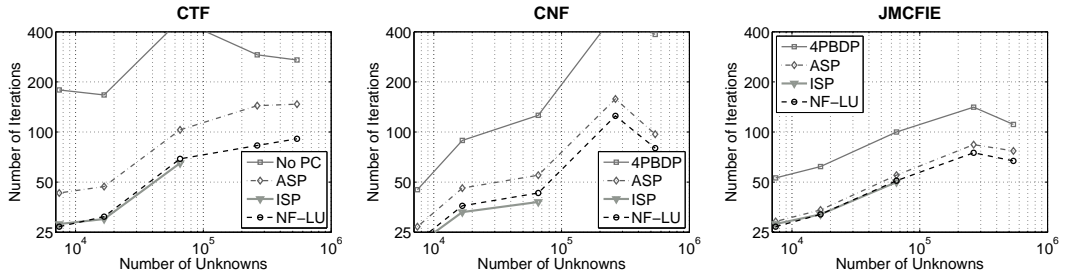 CTF
400
200
100
50
25
Number of Iterations
No PC
ASP
ISP
NF-LU
10^4
10^5
10^6
Number of Unknowns
CNF
400
200
100
50
25
Number of Iterations
4PBDP
ASP
ISP
NF-LU
10^4
10^5
10^6
Number of Unknowns
JMCFIE
400
200
100
50
25
Number of Iterations
4PBDP
ASP
ISP
NF-LU
10^4
10^5
10^6
Number of Unknowns